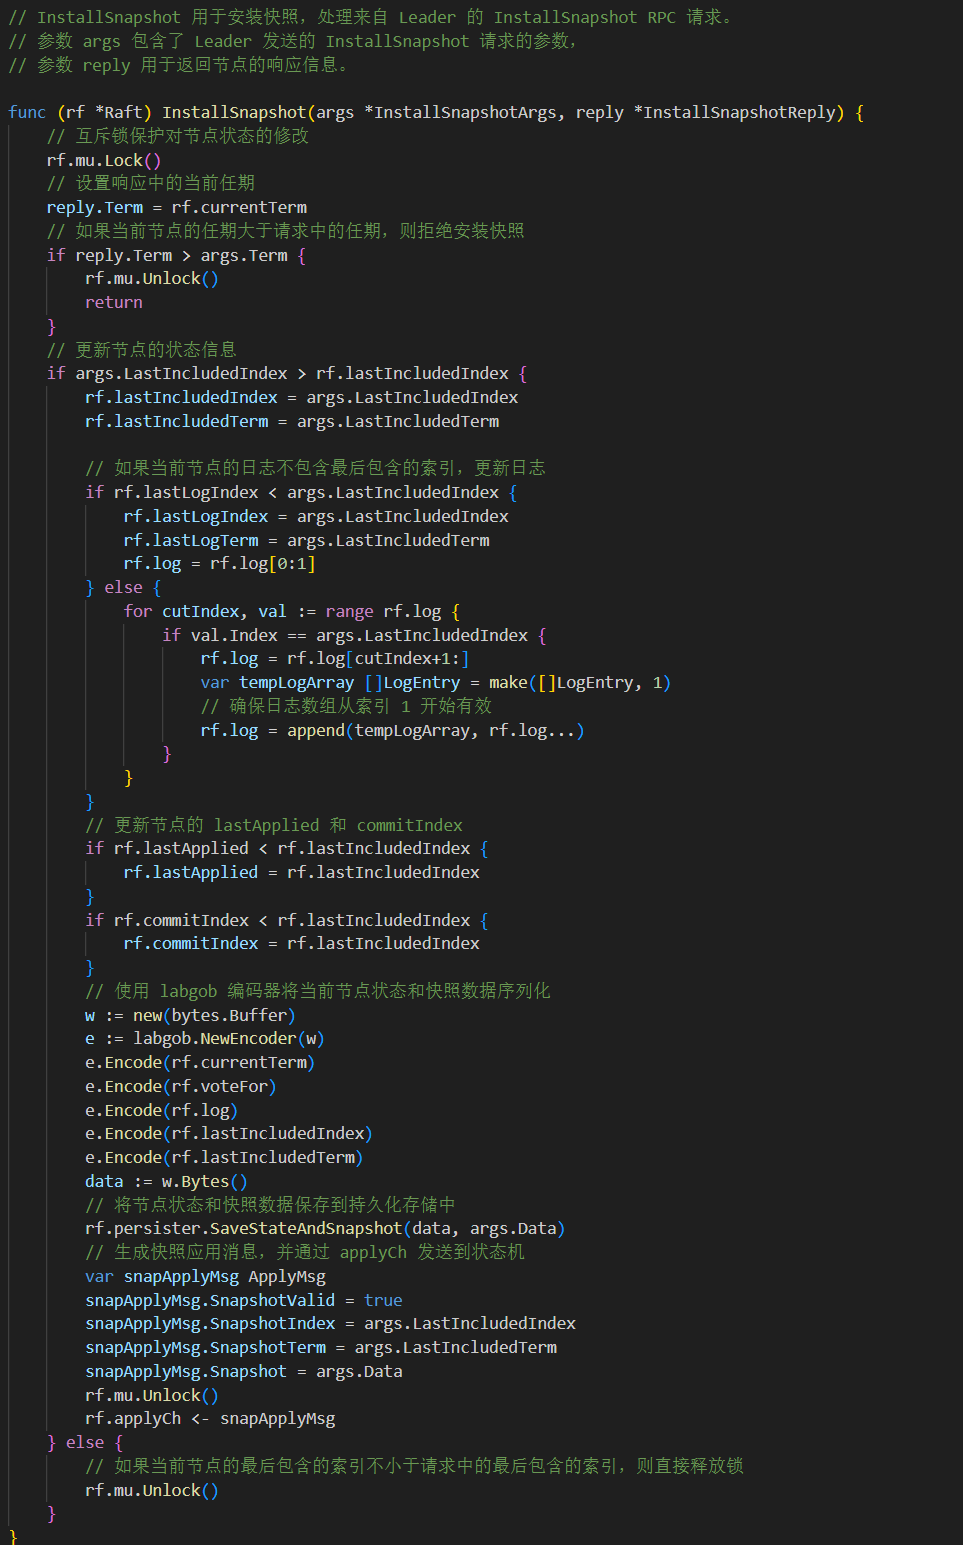 // InstallSnapshot 用于安装快照，处理来自 Leader 的 InstallSnapshot RPC 请求。
// 参数 args 包含了 Leader 发送的 InstallSnapshot 请求的参数，
// 参数 reply 用于返回节点的响应信息。
func (rf *Raft) InstallSnapshot(args *InstallSnapshotArgs, reply *InstallSnapshotReply) {
// 互斥锁保护对节点状态的修改
rf.mu.Lock()
// 设置响应中的当前任期
reply.Term = rf.currentTerm
// 如果当前节点的任期大于请求中的任期，则拒绝安装快照
if reply.Term > args.Term {
rf.mu.Unlock()
return
}
// 更新节点的状态信息
if args.LastIncludedIndex > rf.lastIncludedIndex {
rf.lastIncludedIndex = args.LastIncludedIndex
rf.lastIncludedTerm = args.LastIncludedTerm
// 如果当前节点的日志不包含最后包含的索引，更新日志
if rf.lastLogIndex < args.LastIncludedIndex {
rf.lastLogIndex = args.LastIncludedIndex
rf.lastLogTerm = args.LastIncludedTerm
rf.log = rf.log[0:1]
} else {
for cutIndex, val := range rf.log {
if val.Index == args.LastIncludedIndex {
rf.log = rf.log[cutIndex+1:]
var tempLogArray []LogEntry = make([]LogEntry, 1)
// 确保日志数组从索引 1 开始有效
rf.log = append(tempLogArray, rf.log...)
}
}
}
// 更新节点的 lastApplied 和 commitIndex
if rf.lastApplied < rf.lastIncludedIndex {
rf.lastApplied = rf.lastIncludedIndex
}
if rf.commitIndex < rf.lastIncludedIndex {
rf.commitIndex = rf.lastIncludedIndex
}
// 使用 labgob 编码器将当前节点状态和快照数据序列化
w := new(bytes.Buffer)
e := labgob.NewEncoder(w)
e.Encode(rf.currentTerm)
e.Encode(rf.voteFor)
e.Encode(rf.log)
e.Encode(rf.lastIncludedIndex)
e.Encode(rf.lastIncludedTerm)
data := w.Bytes()
// 将节点状态和快照数据保存到持久化存储中
rf.persister.SaveStateAndSnapshot(data, args.Data)
// 生成快照应用消息，并通过 applyCh 发送到状态机
var snapApplyMsg ApplyMsg
snapApplyMsg.SnapshotValid = true
snapApplyMsg.SnapshotIndex = args.LastIncludedIndex
snapApplyMsg.SnapshotTerm = args.LastIncludedTerm
snapApplyMsg.Snapshot = args.Data
rf.mu.Unlock()
rf.applyCh <- snapApplyMsg
} else {
// 如果当前节点的最后包含的索引不小于请求中的最后包含的索引，则直接释放锁
rf.mu.Unlock()
}
}